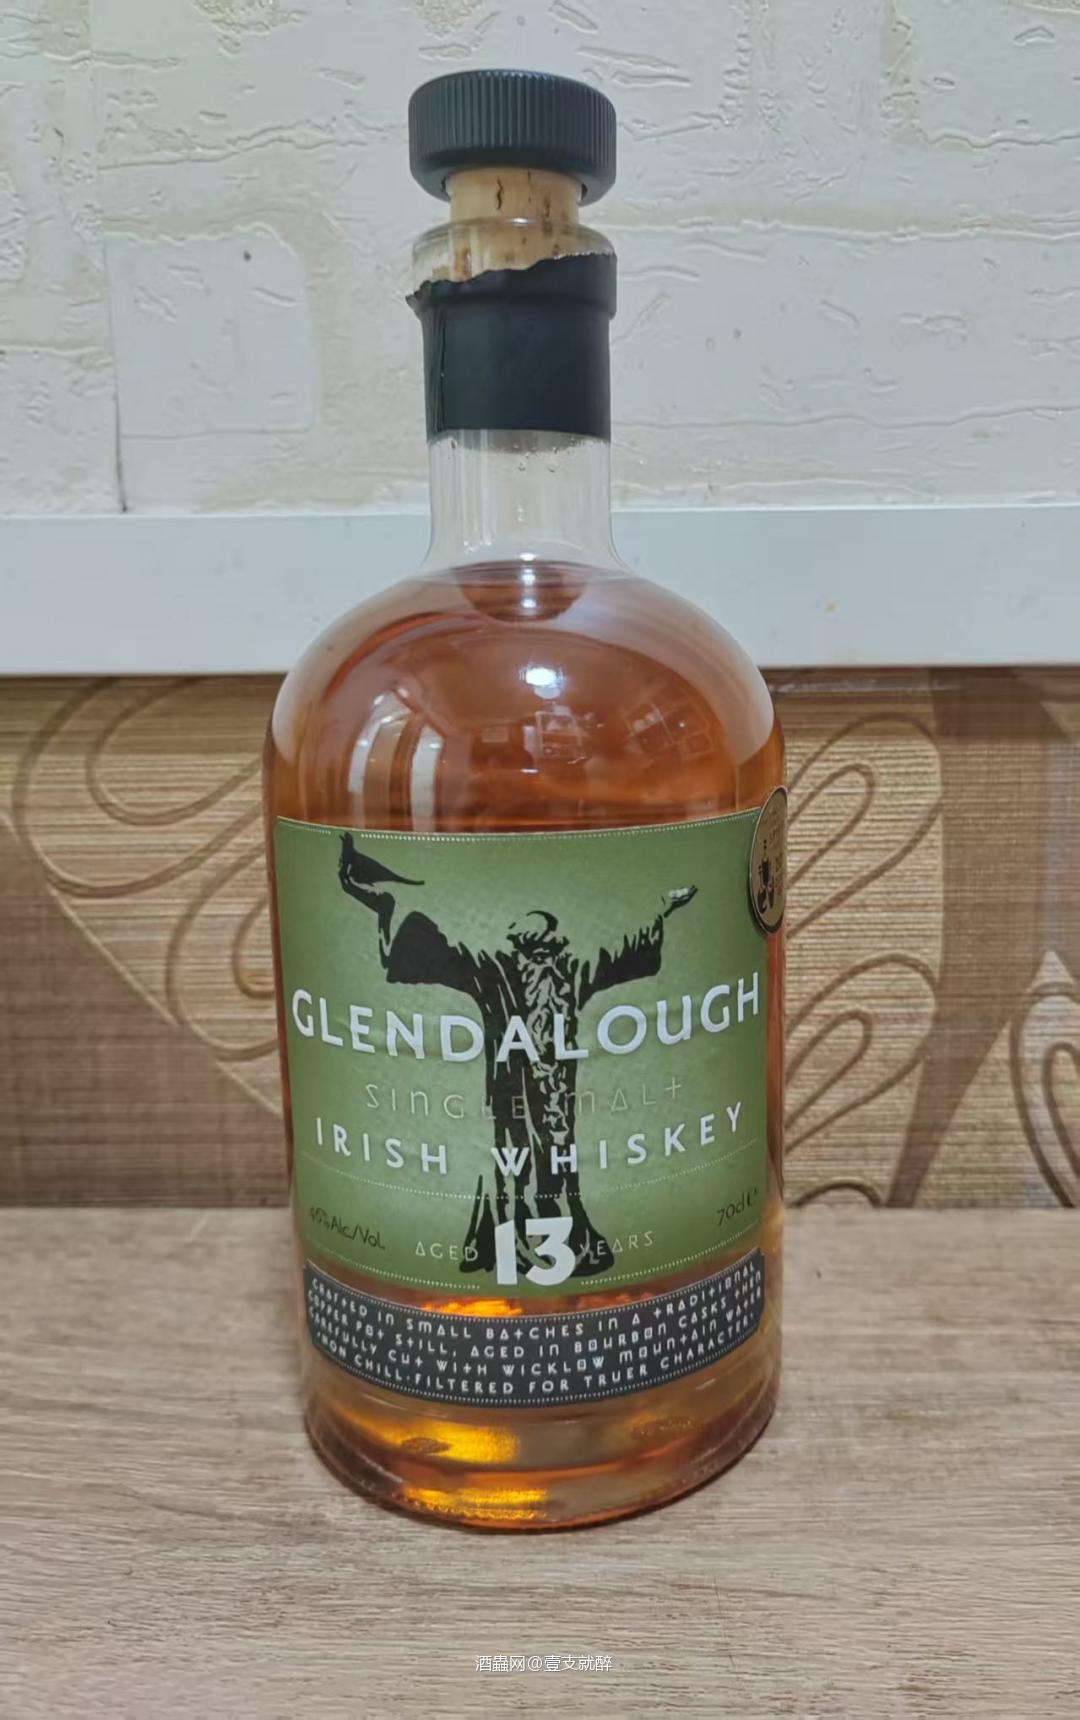 GLENDALOUGH
SINGLE MALT
IRISH WHISKEY
46% Alc/Vol.
70cl e
AGED 13 YEARS
CRAFTED IN SMALL BATCHES IN A TRADITIONAL
COPPER POT STILL, AGED IN BOURBON CASKS THEN
CAREFULLY CUT WITH WICKLOW MOUNTAIN WATER
NON CHILL-FILTERED FOR TRUER CHARACTER
酒蟲网@壹支就醉